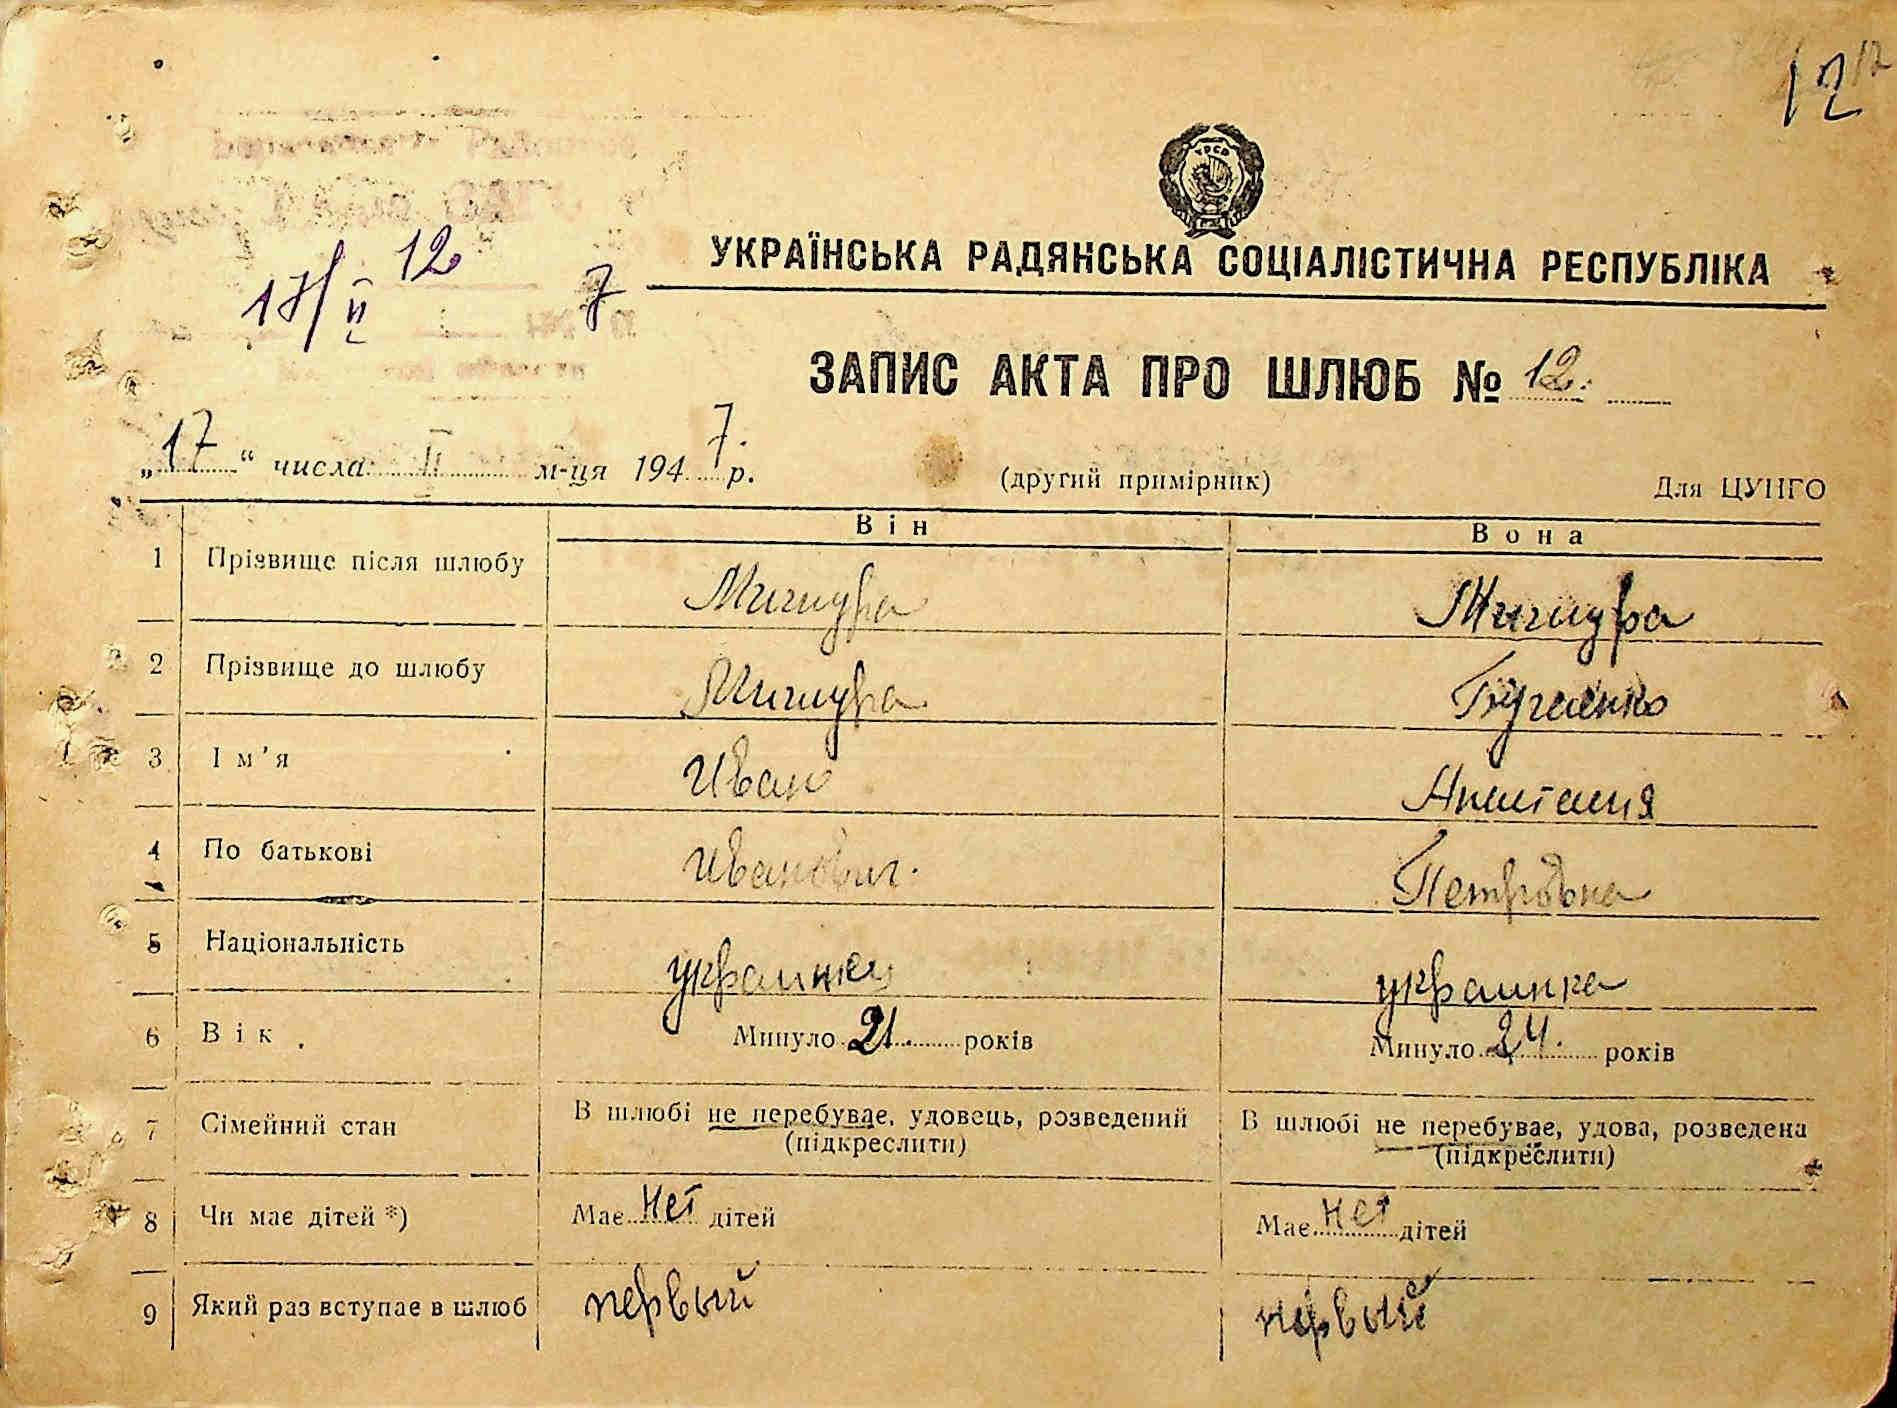 12
УРСР
12
17/II 7
УКРАЇНСЬКА РАДЯНСЬКА СОЦІАЛІСТИЧНА РЕСПУБЛІКА
ЗАПИС АКТА ПРО ШЛЮБ № 12.
„17“ числа II м-ця 1947. р.
(другий примірник) Для ЦУНГО
Він Вона
1 Прізвище після шлюбу Мигнура Мигнура
2 Прізвище до шлюбу Мигнура
3 Ім’я Иван Анастасия
4 По батькові Иванович. Петровна
5 Національність украинец украинка
6 Вік Минуло 21. років Минуло 24. років
7 Сімейний стан В шлюбі не перебуває, удовець, розведений В шлюбі не перебуває, удова, розведена
(підкреслити) (підкреслити)
8 Чи має дітей *) Має нет дітей Має нет дітей
9 Який раз вступає в шлюб первый первый